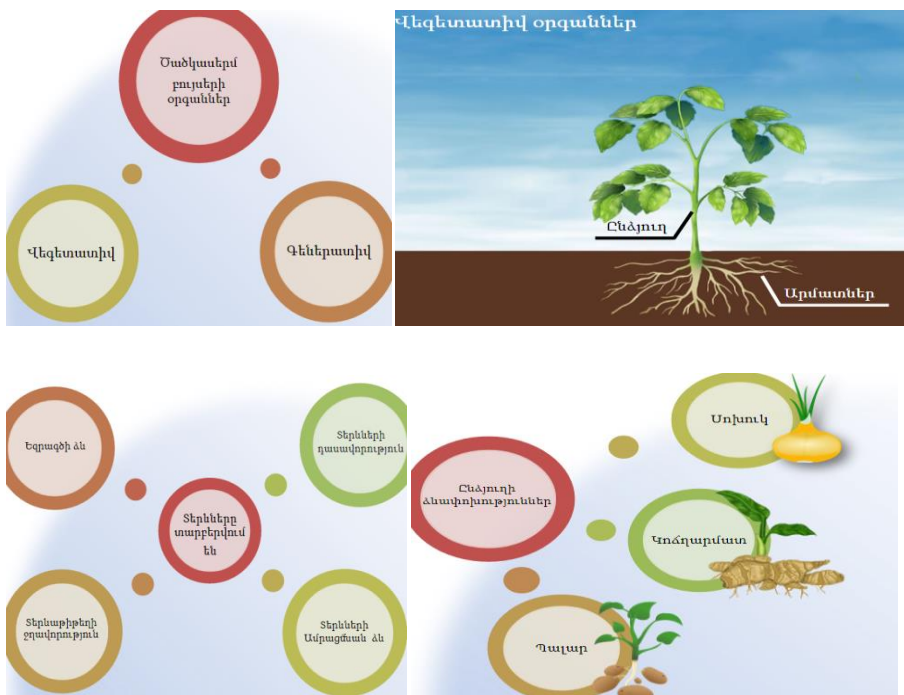 Ծածկասերմ
բույսերի
օրգաններ
Վեգետատիվ
Գեներատիվ
Վեգետատիվ օրգաններ
Ընձյուղ
Արմատներ
Եզրագծի ձև
Տերևների
դասավորություն
Տերևները
տարբերվում
են
Տերևաթիթեղի
ջղավորություն
Տերևների
Ամրացման ձև
Ընձյուղի
ձևափոխություններ
Սոխուկ
Կոճղարմատ
Պալար